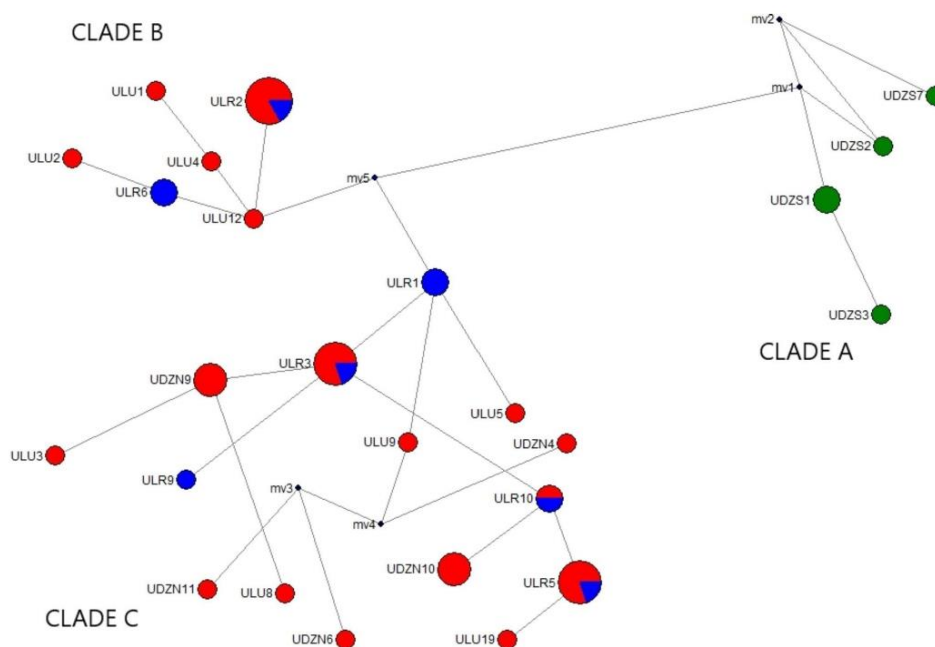 mv2
CLADE B
ULU1
mv1
UDZS7
ULR2
UDZS2
ULU2
ULU4
mv5
ULR6
UDZS1
ULU12
ULR1
UDZS3
CLADE A
ULR3
UDZN9
ULU5
ULU9
UDZN4
ULU3
ULR9
mv3
ULR10
mv4
UDZN10
ULR5
UDZN11
ULU8
CLADE C
UDZN6
ULU19